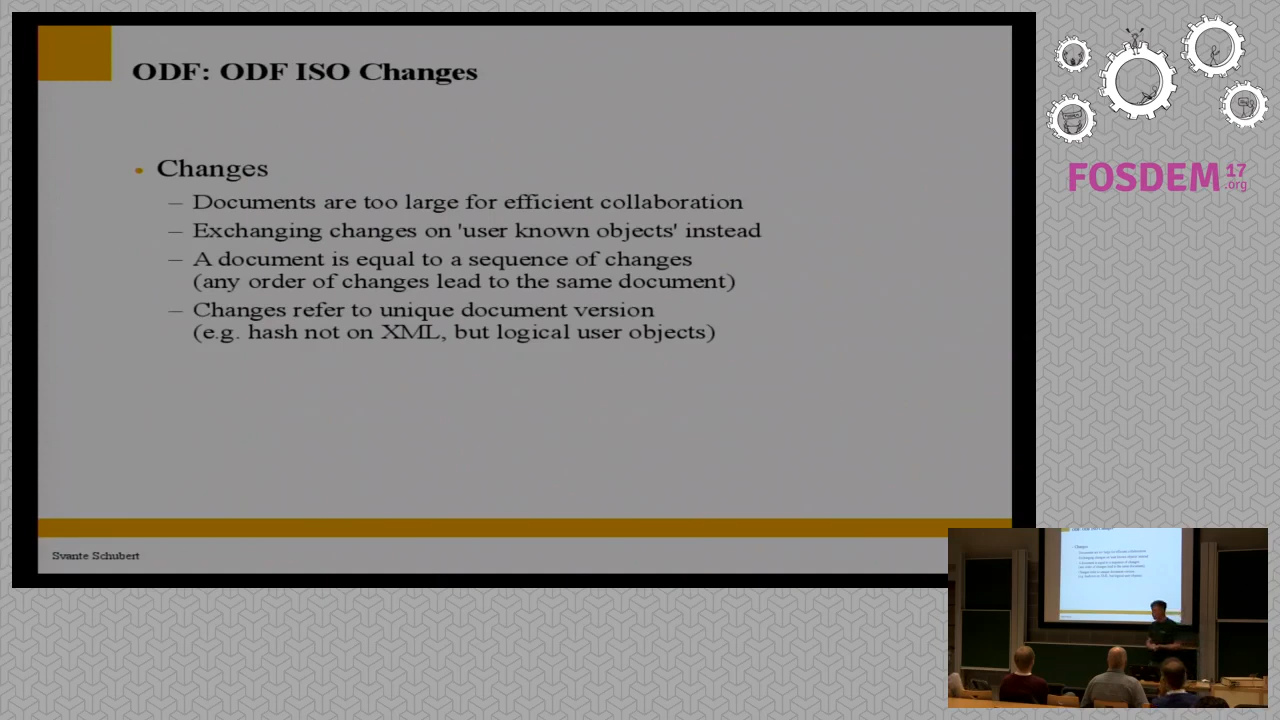 ODF: ODF ISO Changes
• Changes
– Documents are too large for efficient collaboration
– Exchanging changes on 'user known objects' instead
– A document is equal to a sequence of changes
(any order of changes lead to the same document)
– Changes refer to unique document version
(e.g. hash not on XML, but logical user objects)
Svante Schubert
FOSDEM 17
.org